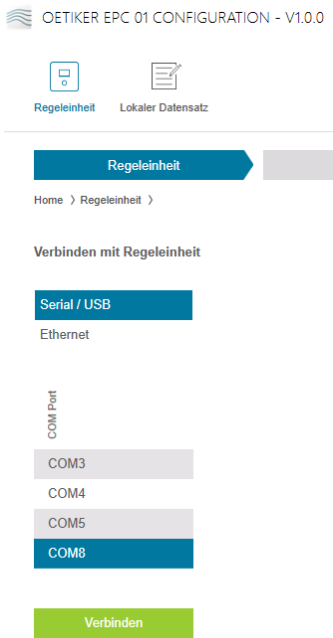 OETIKER EPC 01 CONFIGURATION - V1.0.0
Regeleinheit Lokaler Datensatz
Regeleinheit
Home > Regeleinheit >
Verbinden mit Regeleinheit
Serial / USB
Ethernet
COM Port
COM3
COM4
COM5
COM8
Verbinden